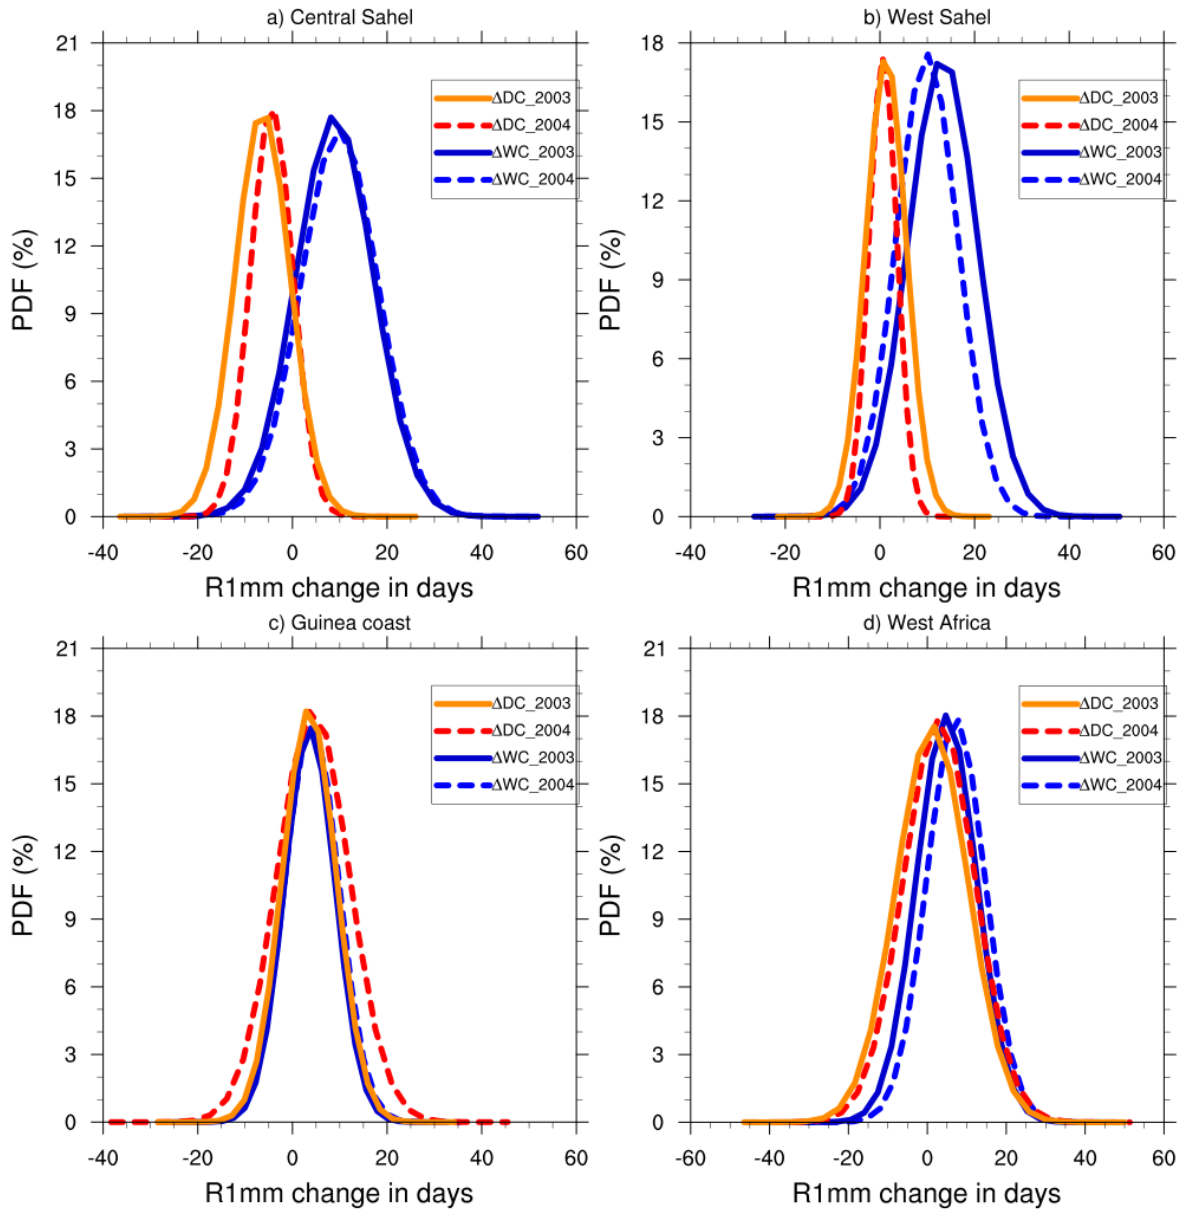 a) Central Sahel
21
18
15
12
9
6
3
0
PDF (%)
ΔDC_2003
ΔDC_2004
ΔWC_2003
ΔWC_2004
-40 -20 0 20 40 60
R1mm change in days
b) West Sahel
18
15
12
9
6
3
0
PDF (%)
ΔDC_2003
ΔDC_2004
ΔWC_2003
ΔWC_2004
-40 -20 0 20 40 60
R1mm change in days
c) Guinea coast
21
18
15
12
9
6
3
0
PDF (%)
ΔDC_2003
ΔDC_2004
ΔWC_2003
ΔWC_2004
-40 -20 0 20 40 60
R1mm change in days
d) West Africa
21
18
15
12
9
6
3
0
PDF (%)
ΔDC_2003
ΔDC_2004
ΔWC_2003
ΔWC_2004
-60 -40 -20 0 20 40 60
R1mm change in days